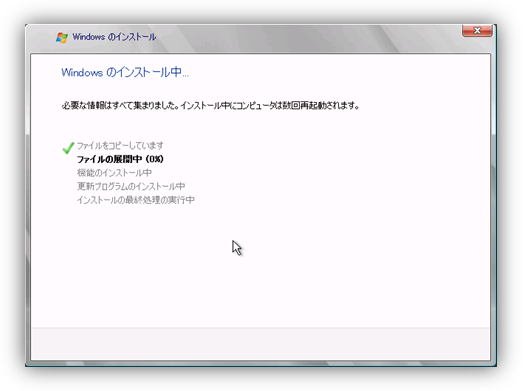 Windows のインストール
Windows のインストール中...
必要な情報はすべて集まりました。インストール中にコンピュータは数回再起動されます。
ファイルをコピーしています
ファイルの展開中 (0%)
機能のインストール中
更新プログラムのインストール中
インストールの最終処理の実行中